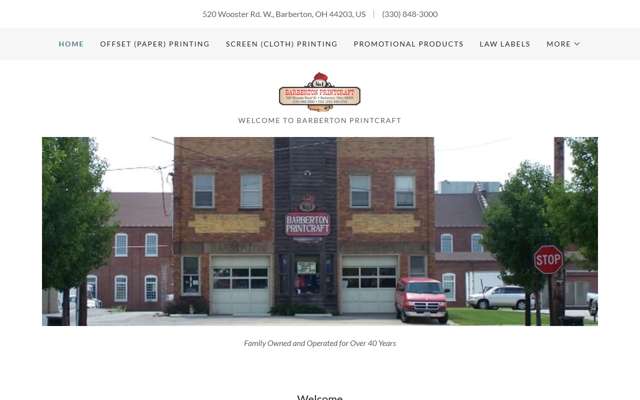 520 Wooster Rd. W., Barberton, OH 44203, US (330) 848-3000
HOME OFFSET (PAPER) PRINTING SCREEN (CLOTH) PRINTING PROMOTIONAL PRODUCTS LAW LABELS MORE
BARBERTON PRINTCRAFT
WELCOME TO BARBERTON PRINTCRAFT
BARBERTON
PRINTCRAFT
STOP
Family Owned and Operated for Over 40 Years
Welcome